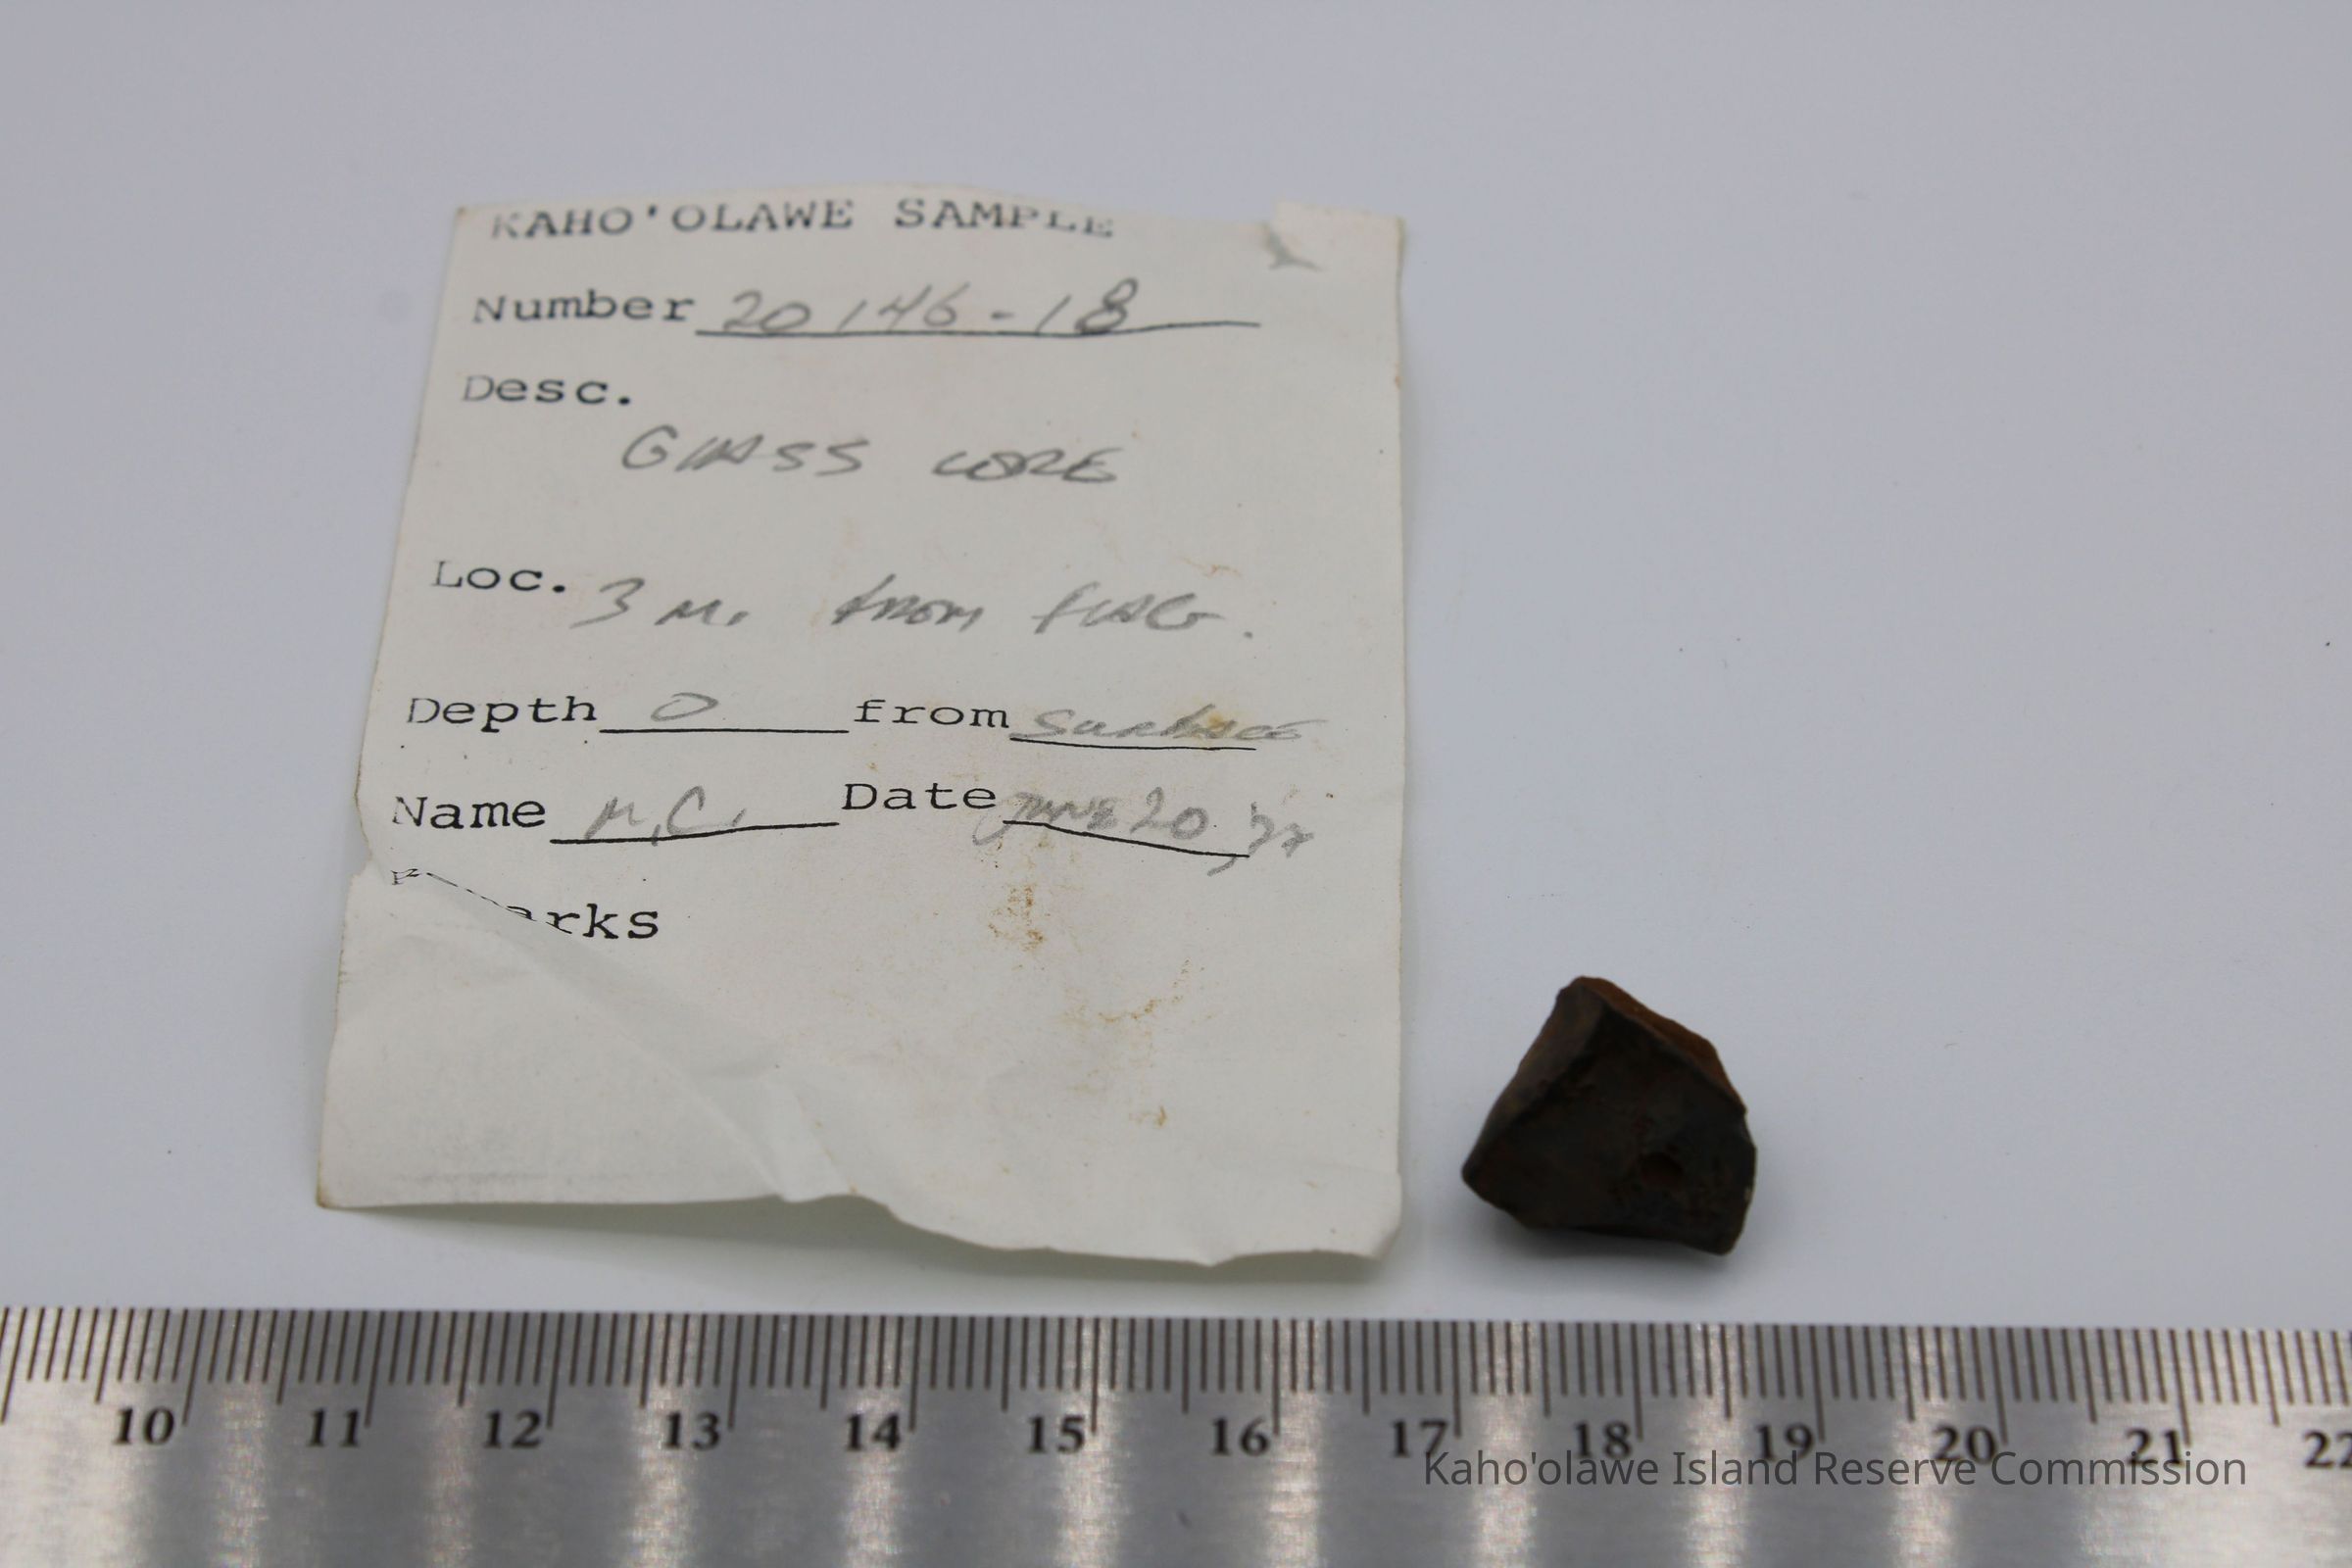 KAHO'OLAWE SAMPLE
Number 20146-18
Desc.
GLASS CORE
Loc. 3 M. FROM FLAG.
Depth 0 from SURFACE
Name M.C. Date JUNE 20,
arks
10 11 12 13 14 15 16 17 18 19 20 21 22
Kaho'olawe Island Reserve Commission